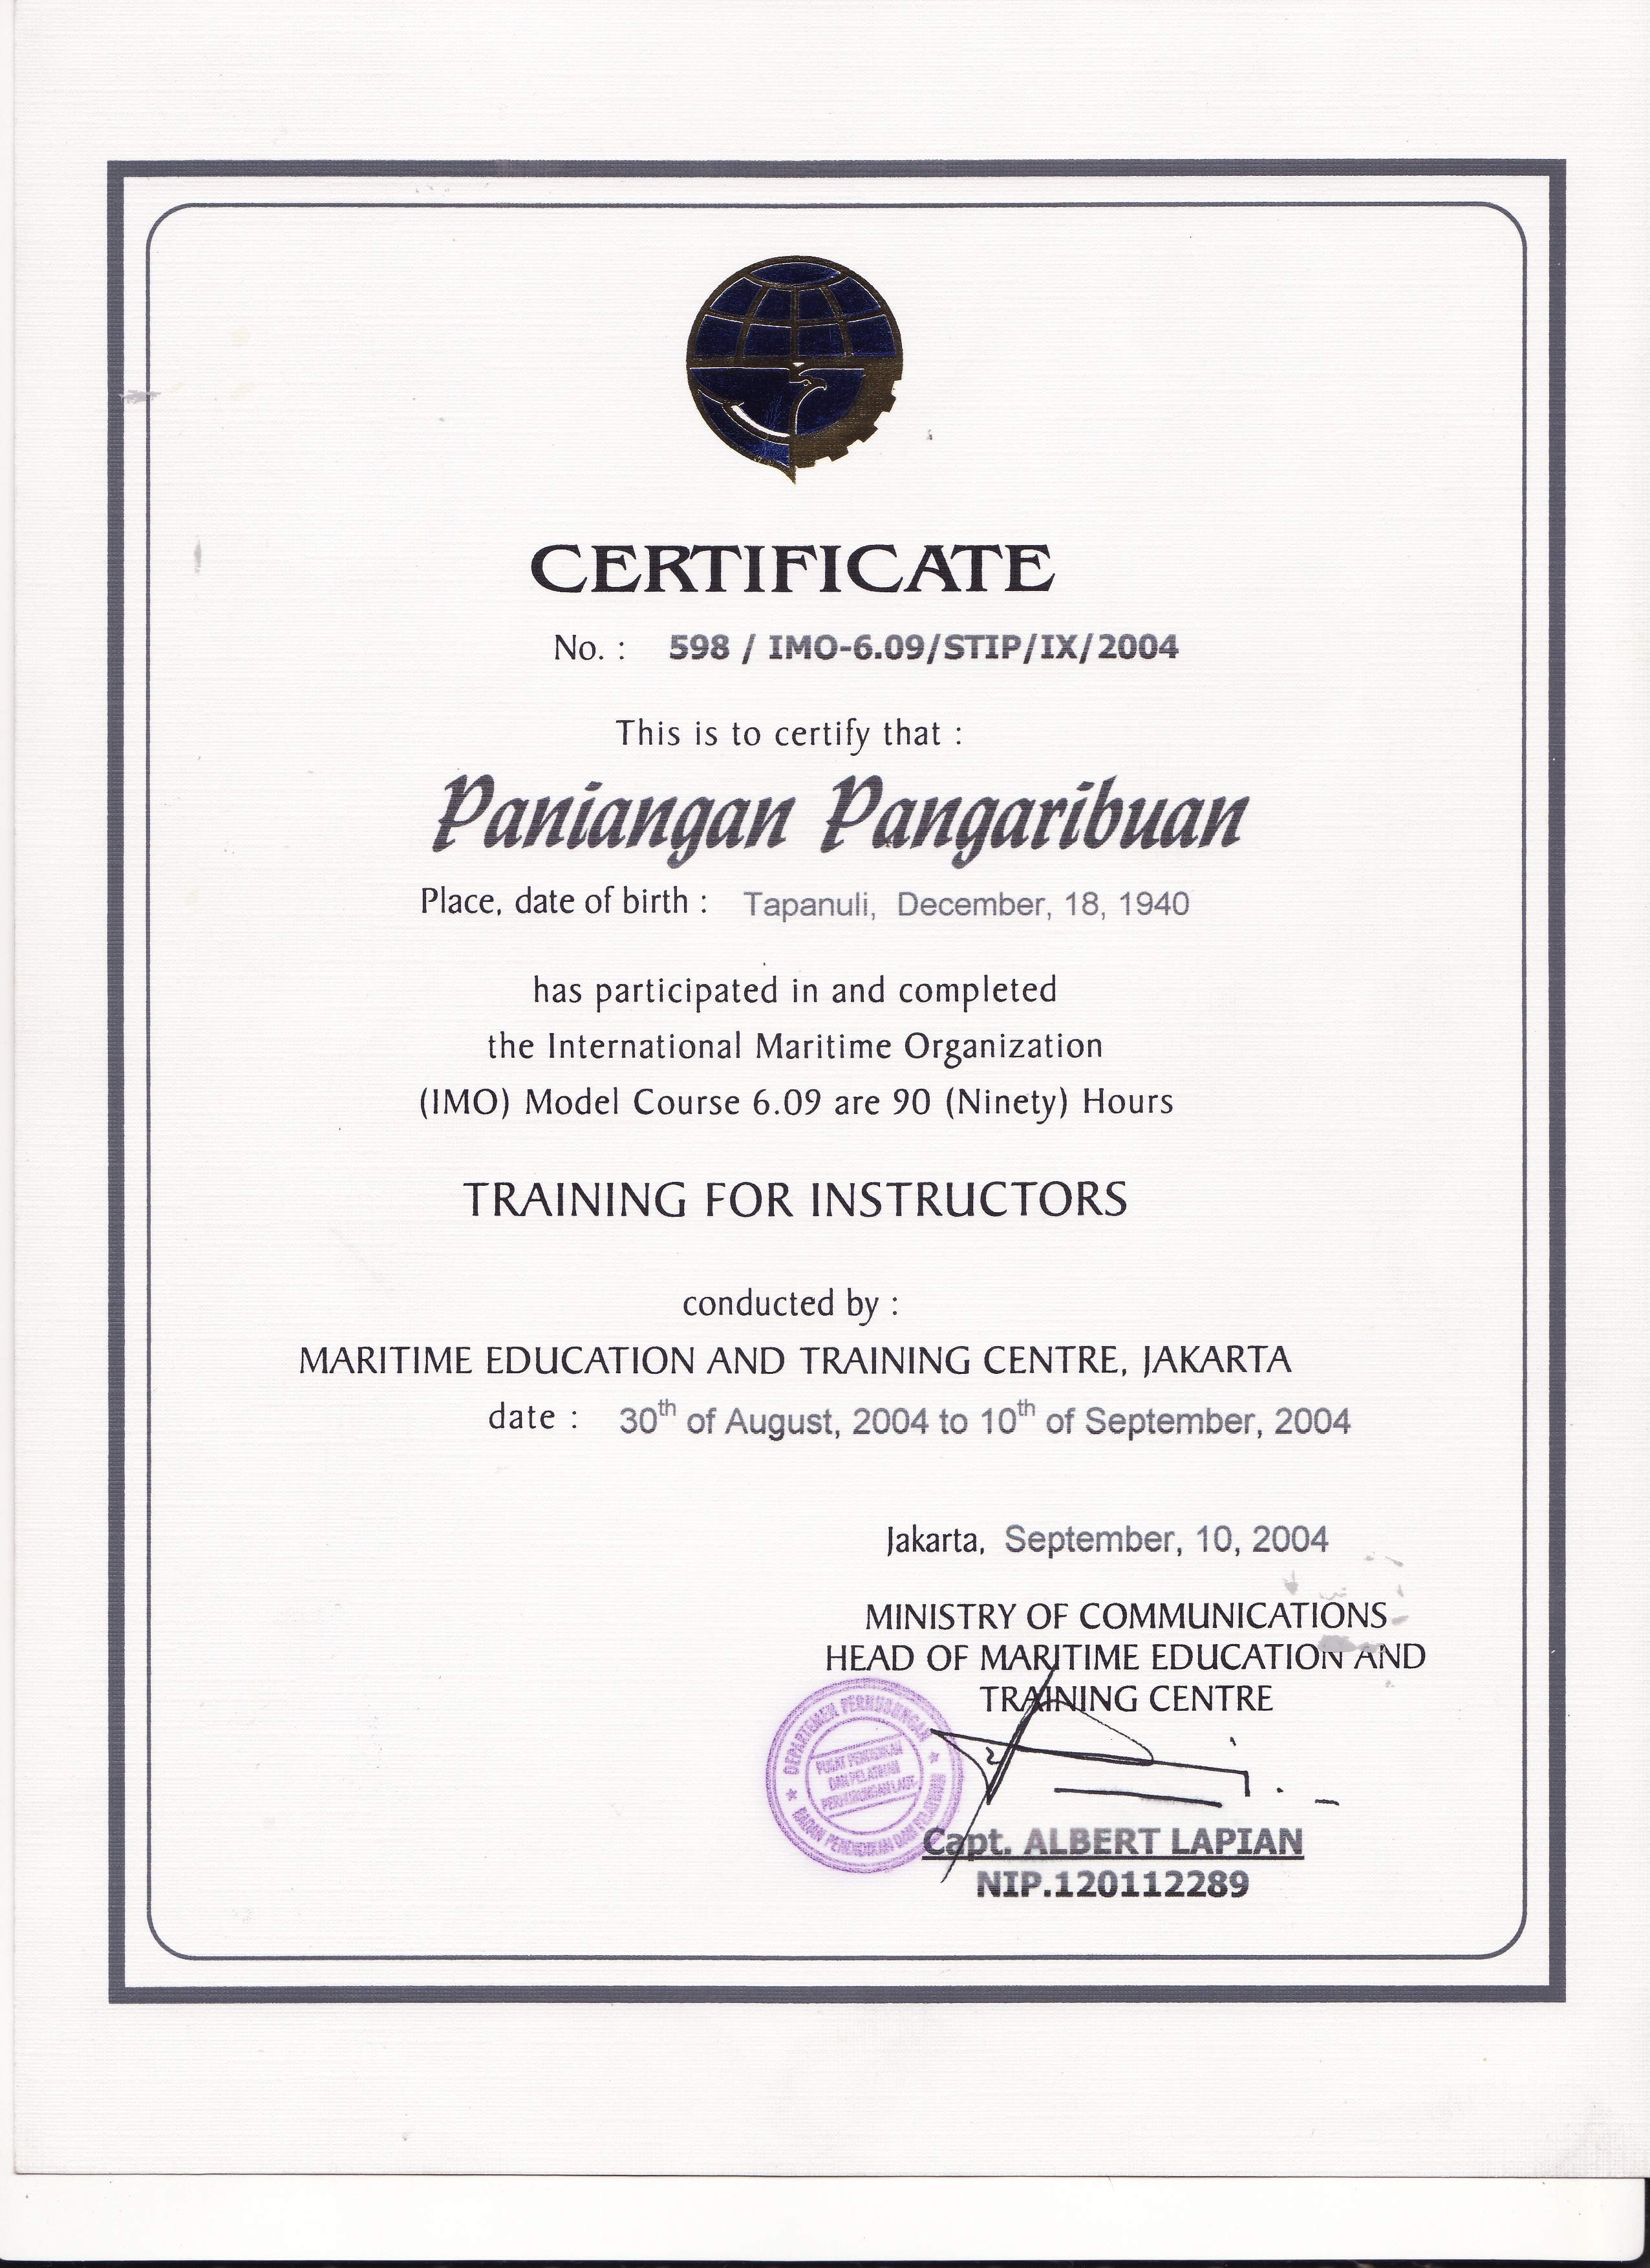 CERTIFICATE
No. : 598 / IMO-6.09/STIP/IX/2004
This is to certify that :
Paniangan Pangaribuan
Place, date of birth : Tapanuli, December, 18, 1940
has participated in and completed
the International Maritime Organization
(IMO) Model Course 6.09 are 90 (Ninety) Hours
TRAINING FOR INSTRUCTORS
conducted by :
MARITIME EDUCATION AND TRAINING CENTRE, JAKARTA
date : 30th of August, 2004 to 10th of September, 2004
Jakarta, September, 10, 2004
MINISTRY OF COMMUNICATIONS
HEAD OF MARITIME EDUCATION AND
TRAINING CENTRE
DEPARTEMEN PERHUBUNGAN
PUSAT PENDIDIKAN
DAN PELATIHAN
PERHUBUNGAN LAUT
BADAN PENDIDIKAN DAN PELATIHAN
Capt. ALBERT LAPIAN
NIP.120112289